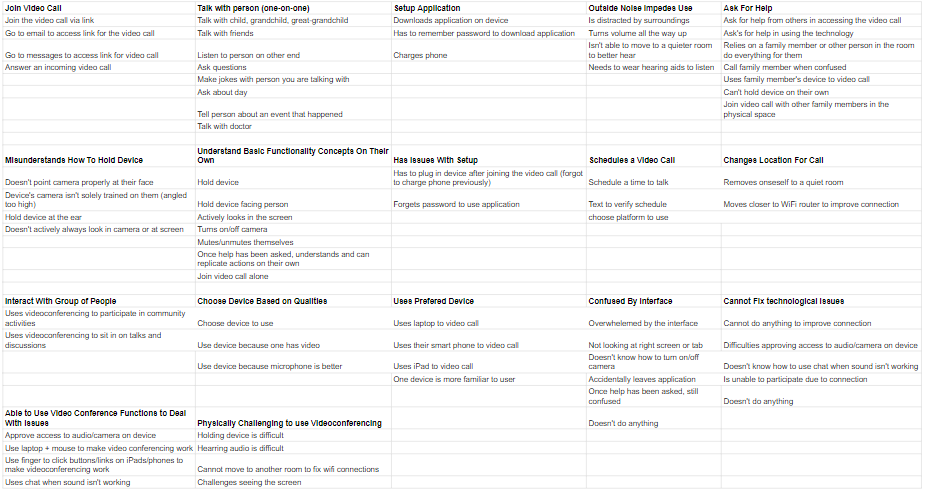 Join Video Call
Talk with person (one-on-one)
Setup Application
Outside Noise Impedes Use
Ask For Help
Join the video call via link
Talk with child, grandchild, great-grandchild
Downloads application on device
Is distracted by surroundings
Ask for help from others in accessing the video call
Go to email to access link for the video call
Talk with friends
Has to remember password to download application
Turns volume all the way up
Ask's for help in using the technology
Go to messages to access link for video call
Listen to person on other end
Charges phone
Isn't able to move to a quieter room
to better hear
Relies on a family member or other person in the room
do everything for them
Answer an incoming video call
Ask questions
Needs to wear hearing aids to listen
Call family member when confused
Make jokes with person you are talking with
Uses family member's device to video call
Ask about day
Can't hold device on their own
Tell person about an event that happened
Join video call with other family members in the
physical space
Talk with doctor
Misunderstands How To Hold Device
Understand Basic Functionality Concepts On Their
Own
Has Issues With Setup
Schedules a Video Call
Changes Location For Call
Doesn't point camera properly at their face
Hold device
Has to plug in device after joining the video call (forgot
to charge phone previously)
Schedule a time to talk
Removes onseself to a quiet room
Device's camera isn't solely trained on them (angled
too high)
Hold device facing person
Forgets password to use application
Text to verify schedule
Moves closer to WiFi router to improve connection
Hold device at the ear
Actively looks in the screen
choose platform to use
Doesn't actively always look in camera or at screen
Turns on/off camera
Mutes/unmutes themselves
Once help has been asked, understands and can
replicate actions on their own
Join video call alone
Interact With Group of People
Choose Device Based on Qualities
Uses Prefered Device
Confused By Interface
Cannot Fix technological Issues
Uses videoconferencing to participate in community
activities
Choose device to use
Uses laptop to video call
Overwhelemed by the interface
Cannot do anything to improve connection
Uses videoconferencing to sit in on talks and
discussions
Use device because one has video
Uses their smart phone to video call
Not looking at right screen or tab
Difficulties approving access to audio/camera on device
Use device because microphone is better
Uses iPad to video call
Doesn't know how to turn on/off
camera
Doesn't know how to use chat when sound isn't working
One device is more familiar to user
Accidentally leaves application
Is unable to participate due to connection
Once help has been asked, still
confused
Doesn't do anything
Able to Use Video Conference Functions to Deal
With Issues
Physically Challenging to use Videoconferencing
Doesn't do anything
Approve access to audio/camera on device
Holding device is difficult
Use laptop + mouse to make video conferencing work
Hearring audio is difficult
Use finger to click buttons/links on iPads/phones to
make videoconferencing work
Cannot move to another room to fix wifi connections
Uses chat when sound isn't working
Challenges seeing the screen